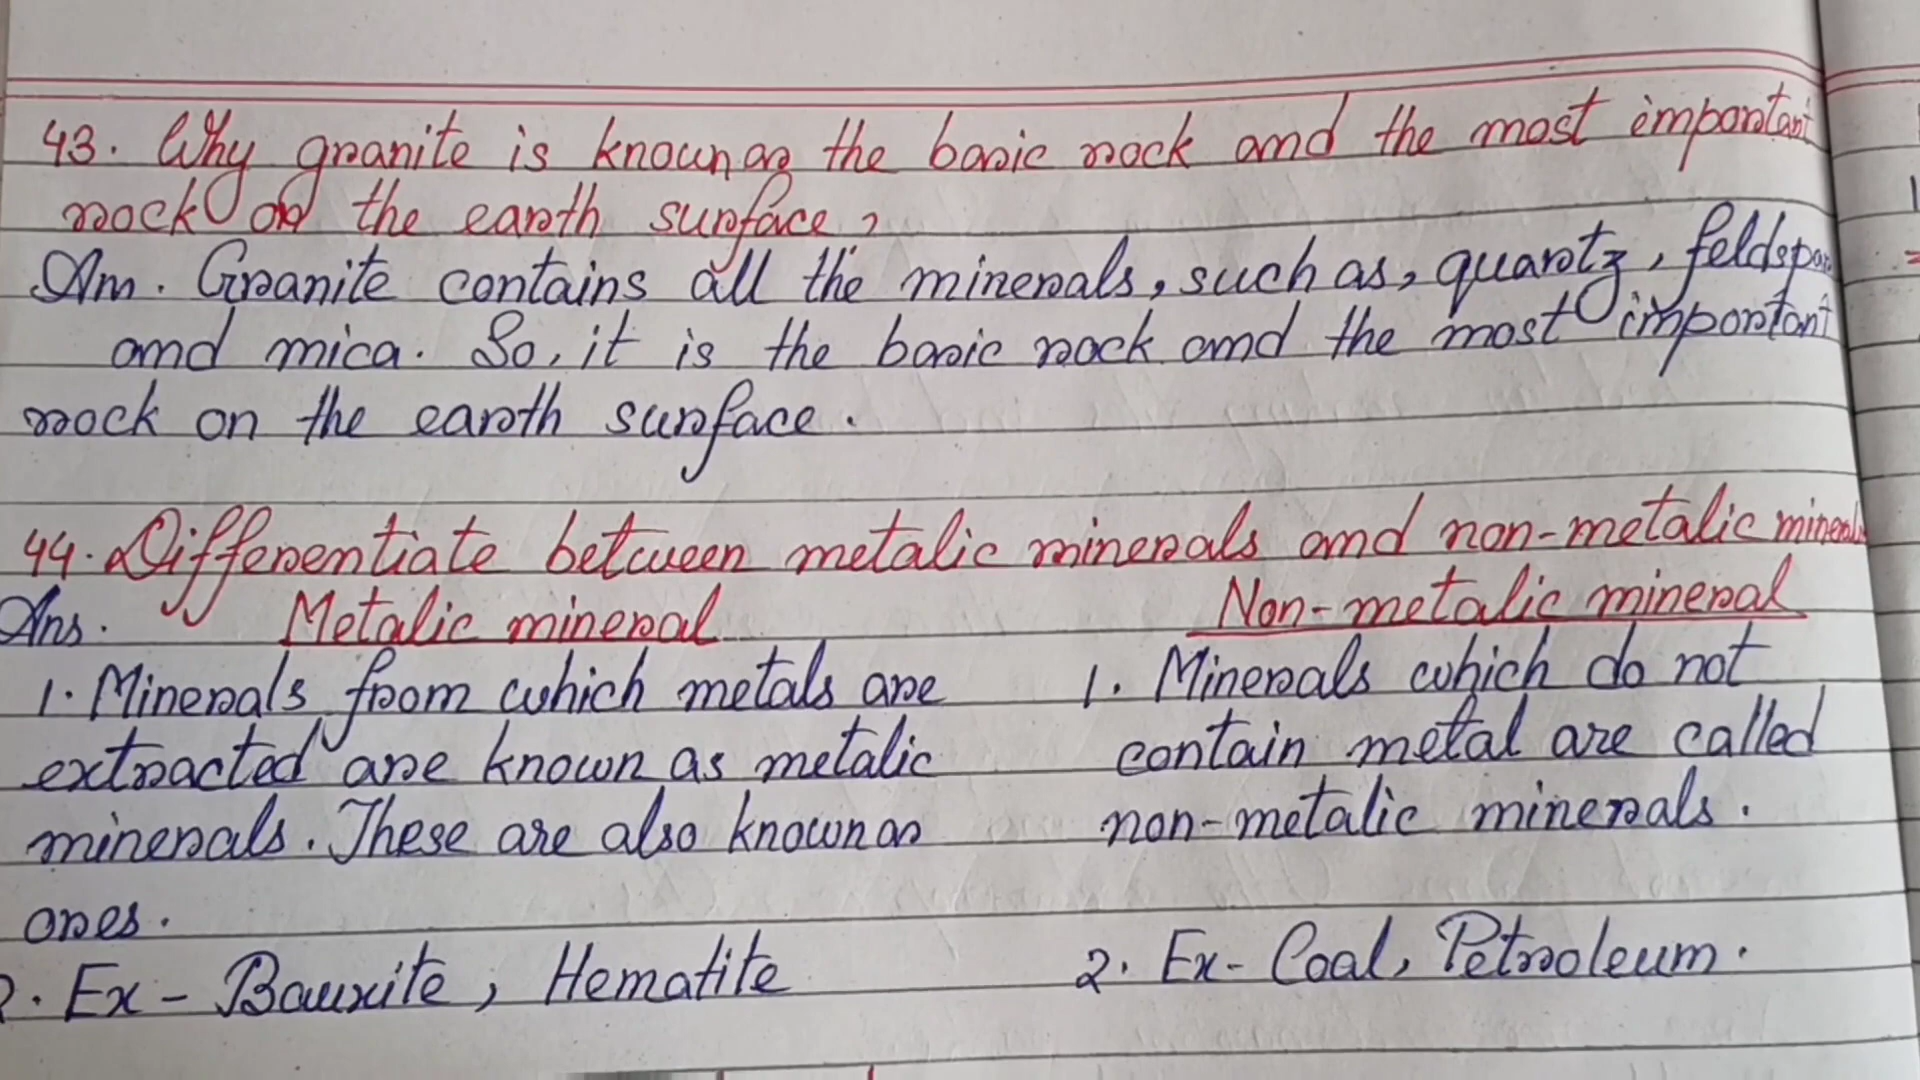 43. Why granite is known as the basic rock and the most important
rock on the earth surface?
Ans. Granite contains all the minerals, such as, quartz, feldspar
and mica. So, it is the basic rock and the most important
rock on the earth surface.
44. Differentiate between metalic minerals and non-metalic minerals
Ans. Metalic mineral
Non-metalic mineral
1. Minerals from which metals are
extracted are known as metalic
minerals. These are also known as
ores.
2. Ex - Bauxite, Hematite
1. Minerals which do not
contain metal are called
non-metalic minerals.
2. Ex- Coal, Petroleum.